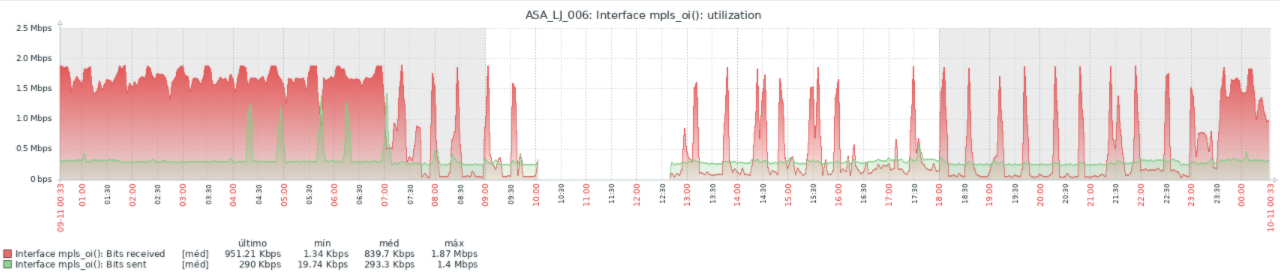 ASA_LJ_006: Interface mpls_oi(): utilization
2.5 Mbps
2.0 Mbps
1.5 Mbps
1.0 Mbps
0.5 Mbps
0 bps
09-11 00:33 01:00 01:30 02:00 02:30 03:00 03:30 04:00 04:30 05:00 05:30 06:00 06:30 07:00 07:30 08:00 08:30 09:00 09:30 10:00 10:30 11:00 11:30 12:00 12:30 13:00 13:30 14:00 14:30 15:00 15:30 16:00 16:30 17:00 17:30 18:00 18:30 19:00 19:30 20:00 20:30 21:00 21:30 22:00 22:30 23:00 23:30 00:00 10-11 00:33
último mín méd máx
Interface mpls_oi(): Bits received [méd] 951.21 Kbps 1.34 Kbps 839.7 Kbps 1.87 Mbps
Interface mpls_oi(): Bits sent [méd] 290 Kbps 19.74 Kbps 293.3 Kbps 1.4 Mbps